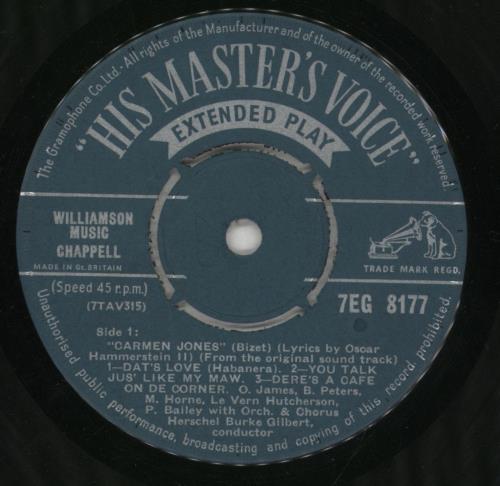 The Gramophone Co. Ltd. All rights of the Manufacturer and of the owner of the recorded work reserved.
"HIS MASTER'S VOICE"
EXTENDED PLAY
WILLIAMSON
MUSIC
CHAPPELL
MADE IN Gt. BRITAIN
TRADE MARK REGD.
(Speed 45 r.p.m.)
(7TAV315)
7EG 8177
Side 1:
"CARMEN JONES" (Bizet) (Lyrics by Oscar
Hammerstein II) (From the original sound track)
1—DAT'S LOVE (Habanera). 2—YOU TALK
JUS' LIKE MY MAW. 3—DERE'S A CAFE
ON DE CORNER. O. James, B. Peters,
M. Horne, Le Vern Hutcherson,
P. Bailey with Orch. & Chorus
Herschel Burke Gilbert,
conductor
Unauthorised public performance, broadcasting and copying of this record prohibited.